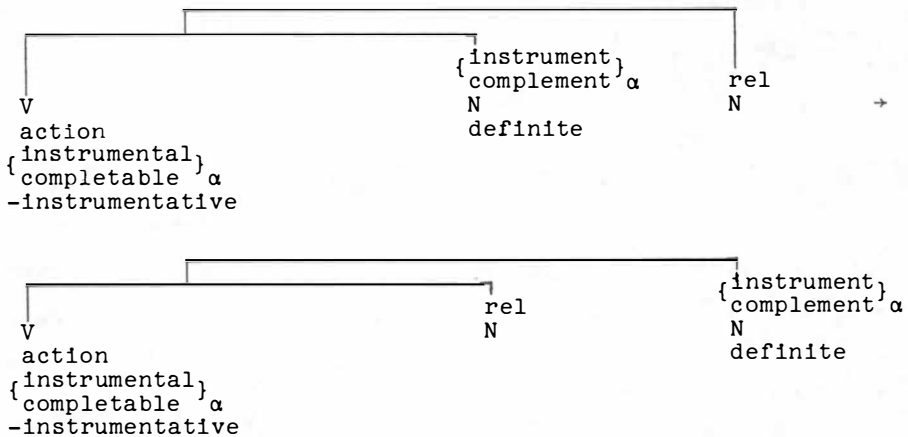 {instrument
complement}α
rel
V
N
N
→
action
definite
{instrumental
completable}α
-instrumentative
rel
{instrument
complement}α
V
N
N
action
definite
{instrumental
completable}α
-instrumentative